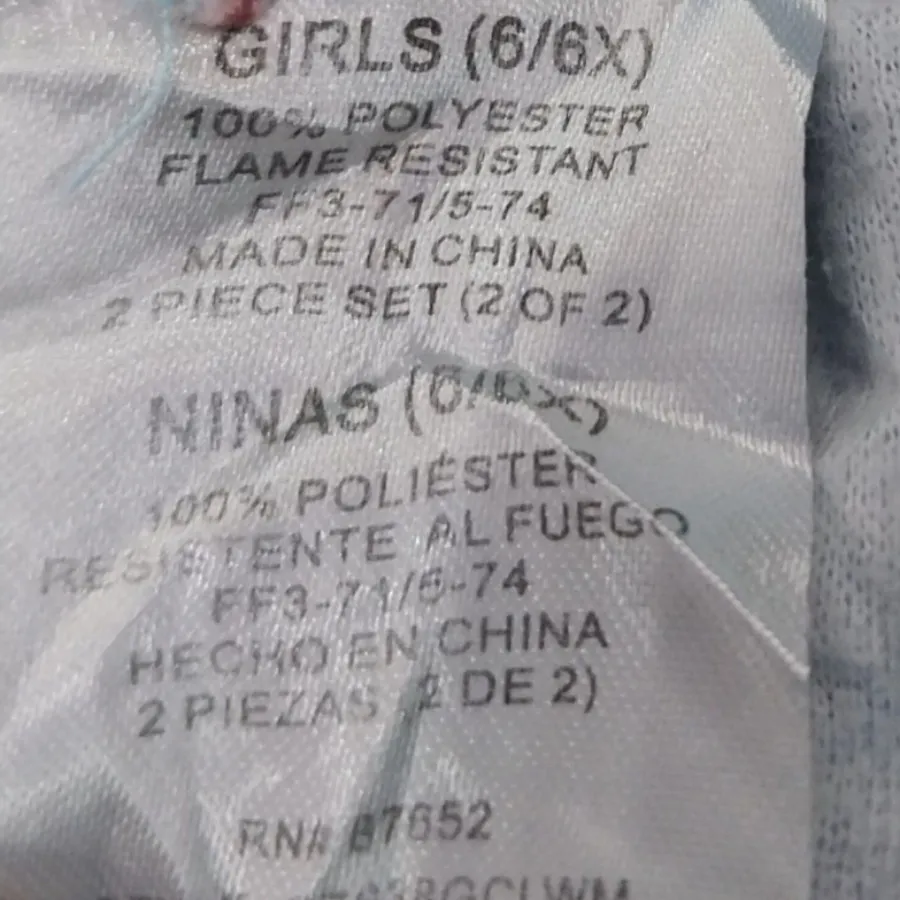 GIRLS (6/6X)
100% POLYESTER
FLAME RESISTANT
FF3-71/5-74
MADE IN CHINA
2 PIECE SET (2 OF 2)
NINAS (6/6X)
100% POLIÉSTER
RESISTENTE AL FUEGO
FF3-71/5-74
HECHO EN CHINA
2 PIEZAS (2 DE 2)
RN# 87652